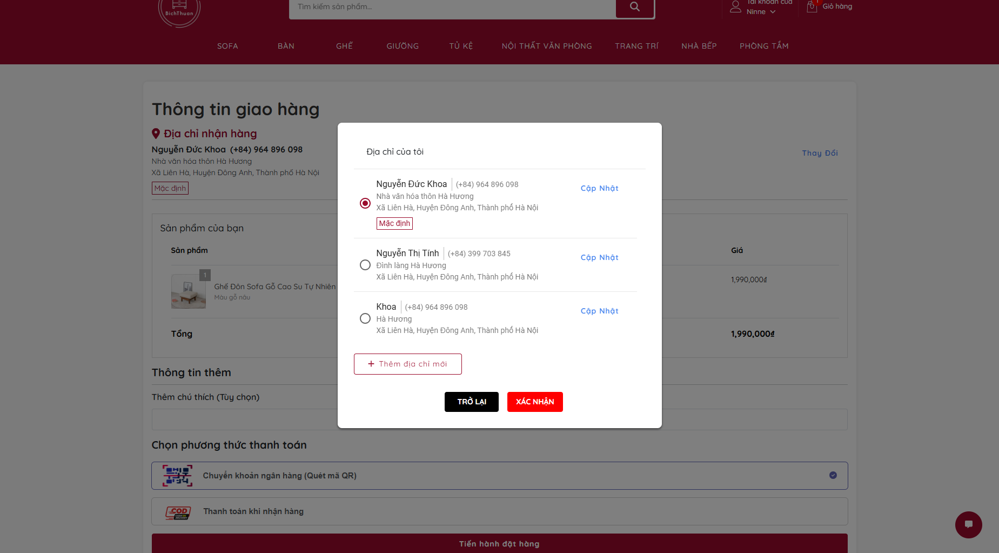 BichThuan
Tìm kiếm sản phẩm...
Tài khoản của
Ninne
1
Giỏ hàng
SOFA
BÀN
GHẾ
GIƯỜNG
TỦ KỆ
NỘI THẤT VĂN PHÒNG
TRANG TRÍ
NHÀ BẾP
PHÒNG TẮM
Thông tin giao hàng
Địa chỉ nhận hàng
Nguyễn Đức Khoa (+84) 964 896 098
Nhà văn hóa thôn Hà Hương
Xã Liên Hà, Huyện Đông Anh, Thành phố Hà Nội
Mặc định
Thay Đổi
Sản phẩm của bạn
Sản phẩm
Giá
1
Ghế Đôn Sofa Gỗ Cao Su Tự Nhiên
Màu gỗ nâu
1,990,000₫
Tổng
1,990,000₫
Thông tin thêm
Thêm chú thích (Tùy chọn)
Chọn phương thức thanh toán
Chuyển khoản ngân hàng (Quét mã QR)
COD
CASH ON
DELIVERY
Thanh toán khi nhận hàng
Tiến hành đặt hàng
Địa chỉ của tôi
Nguyễn Đức Khoa (+84) 964 896 098
Cập Nhật
Nhà văn hóa thôn Hà Hương
Xã Liên Hà, Huyện Đông Anh, Thành phố Hà Nội
Mặc định
Nguyễn Thị Tính (+84) 399 703 845
Cập Nhật
Đình làng Hà Hương
Xã Liên Hà, Huyện Đông Anh, Thành phố Hà Nội
Khoa (+84) 964 896 098
Cập Nhật
Hà Hương
Xã Liên Hà, Huyện Đông Anh, Thành phố Hà Nội
+ Thêm địa chỉ mới
TRỞ LẠI
XÁC NHẬN